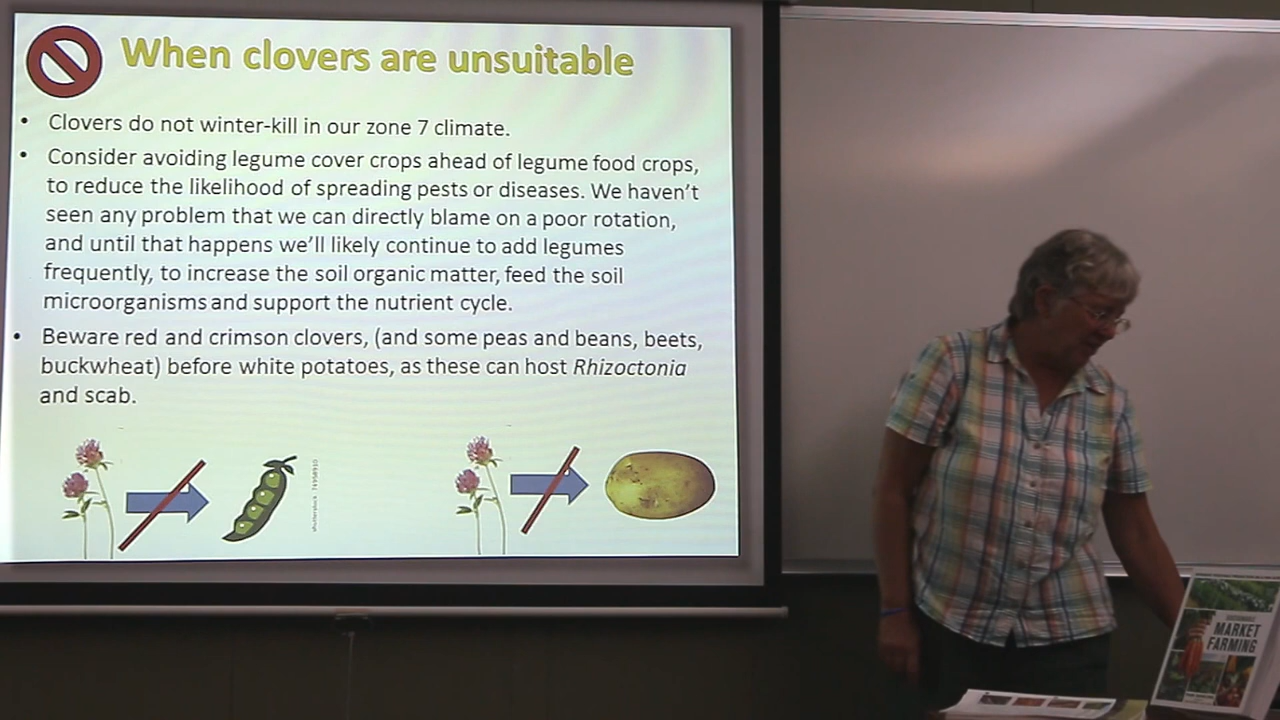 When clovers are unsuitable
• Clovers do not winter-kill in our zone 7 climate.
• Consider avoiding legume cover crops ahead of legume food crops,
to reduce the likelihood of spreading pests or diseases. We haven't
seen any problem that we can directly blame on a poor rotation,
and until that happens we'll likely continue to add legumes
frequently, to increase the soil organic matter, feed the soil
microorganisms and support the nutrient cycle.
• Beware red and crimson clovers, (and some peas and beans, beets,
buckwheat) before white potatoes, as these can host Rhizoctonia
and scab.
MARKET
FARMING